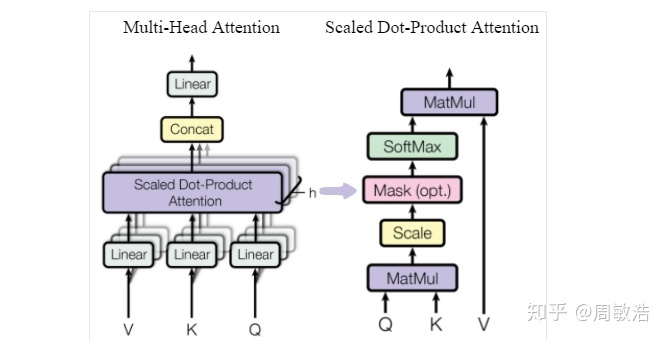 Multi-Head Attention
Linear
Concat
Scaled Dot-Product
Attention
h
Linear
Linear
Linear
V
K
Q
Scaled Dot-Product Attention
MatMul
SoftMax
Mask (opt.)
Scale
MatMul
Q
K
V
知乎 @周敏浩